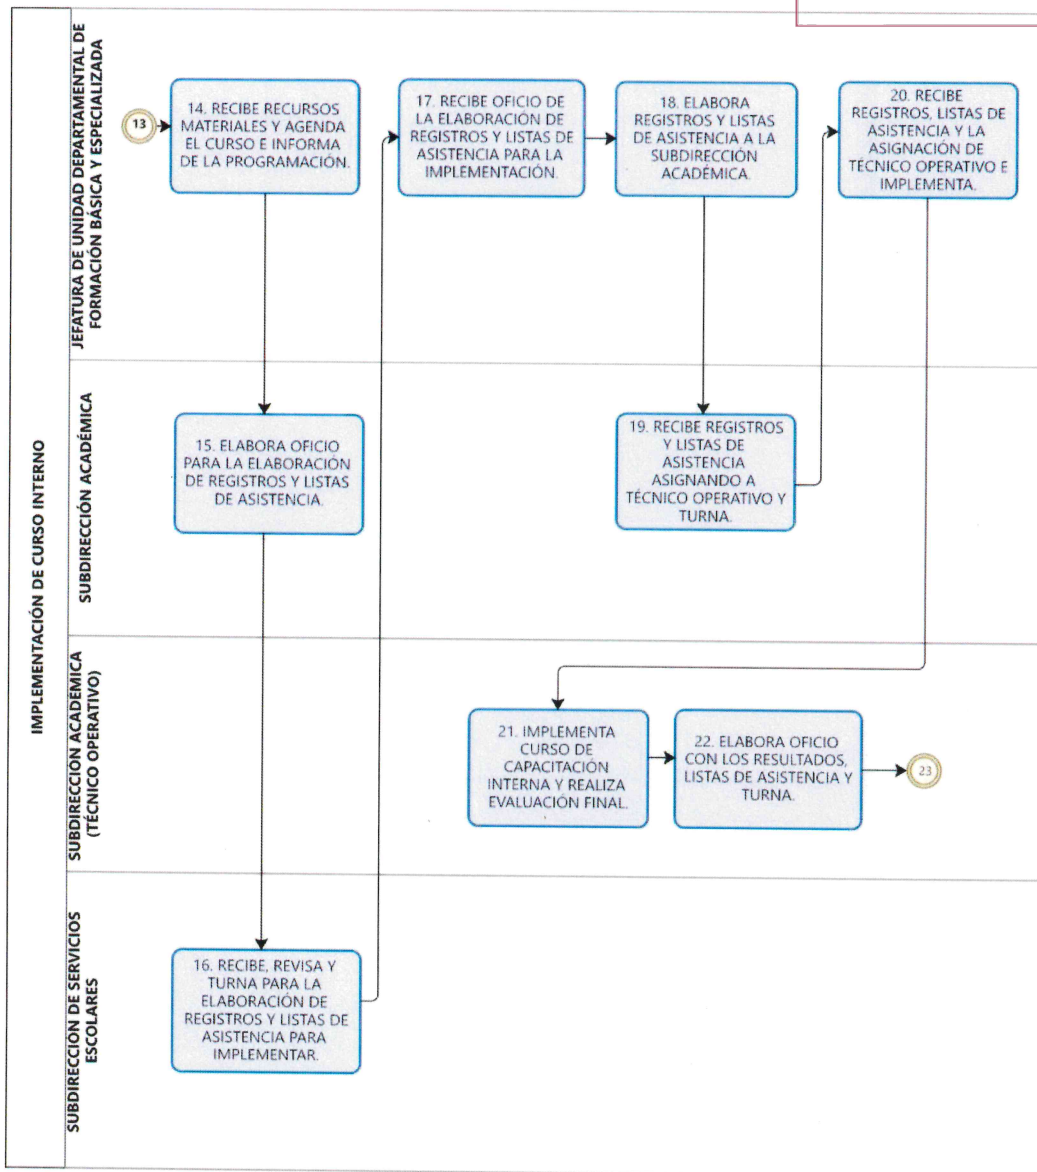 IMPLEMENTACIÓN DE CURSO INTERNO
JEFATURA DE UNIDAD DEPARTAMENTAL DE
FORMACIÓN BÁSICA Y ESPECIALIZADA
13
14. RECIBE RECURSOS
MATERIALES Y AGENDA
EL CURSO E INFORMA
DE LA PROGRAMACIÓN.
17. RECIBE OFICIO DE
LA ELABORACIÓN DE
REGISTROS Y LISTAS DE
ASISTENCIA PARA LA
IMPLEMENTACIÓN.
18. ELABORA
REGISTROS Y LISTAS
DE ASISTENCIA A LA
SUBDIRECCIÓN
ACADÉMICA.
20. RECIBE
REGISTROS, LISTAS DE
ASISTENCIA Y LA
ASIGNACIÓN DE
TÉCNICO OPERATIVO E
IMPLEMENTA.
SUBDIRECCIÓN ACADÉMICA
15. ELABORA OFICIO
PARA LA ELABORACIÓN
DE REGISTROS Y LISTAS
DE ASISTENCIA.
19. RECIBE REGISTROS
Y LISTAS DE
ASISTENCIA
ASIGNANDO A
TÉCNICO OPERATIVO Y
TURNA.
SUBDIRECCIÓN ACADEMICA
(TÉCNICO OPERATIVO)
21. IMPLEMENTA
CURSO DE
CAPACITACIÓN
INTERNA Y REALIZA
EVALUACIÓN FINAL.
22. ELABORA OFICIO
CON LOS RESULTADOS,
LISTAS DE ASISTENCIA Y
TURNA.
23
SUBDIRECCIÓN DE SERVICIOS
ESCOLARES
16. RECIBE, REVISA Y
TURNA PARA LA
ELABORACIÓN DE
REGISTROS Y LISTAS DE
ASISTENCIA PARA
IMPLEMENTAR.